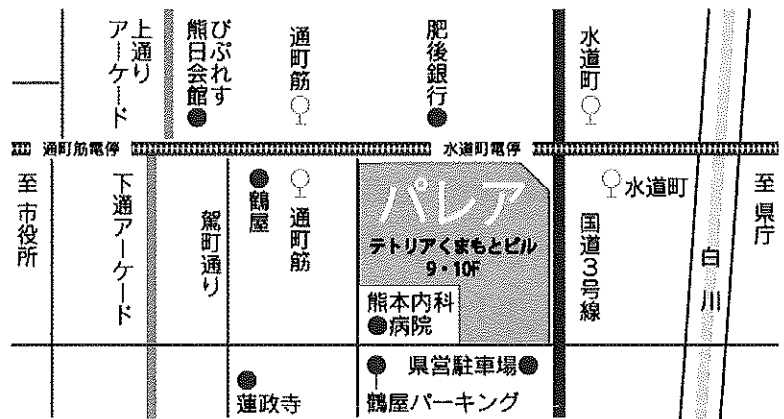 上通り
アーケード
びぷれす
熊日会館
通町筋
肥後銀行
水道町
通町筋電停
水道町電停
至市役所
下通アーケード
駕町通り
鶴屋
通町筋
パレア
テトリアくまもとビル
9・10F
熊本内科
病院
国道3号線
水道町
白川
至県庁
蓮政寺
県営駐車場
鶴屋パーキング